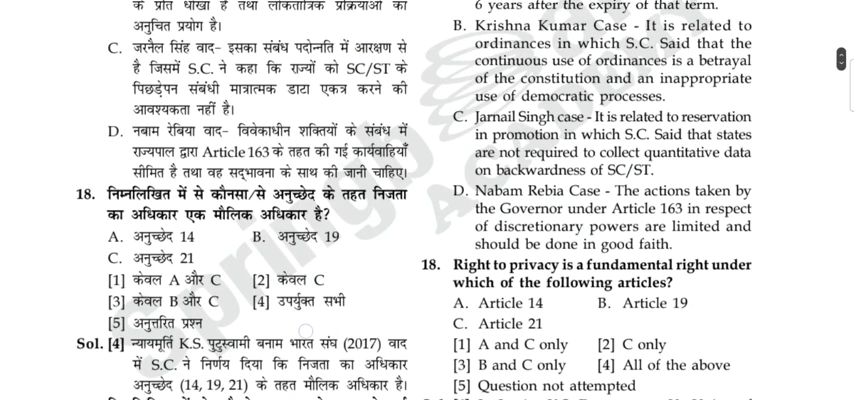 के प्रति धोखा है तथा लोकतांत्रिक प्रक्रियाओं का
अनुचित प्रयोग है।
C. जरनैल सिंह वाद- इसका संबंध पदोन्नति में आरक्षण से
है जिसमें S.C. ने कहा कि राज्यों को SC/ST के
पिछड़ेपन संबंधी मात्रात्मक डाटा एकत्र करने की
आवश्यकता नहीं है।
D. नबाम रेबिया वाद- विवेकाधीन शक्तियों के संबंध में
राज्यपाल द्वारा Article 163 के तहत की गई कार्यवाहियाँ
सीमित है तथा वह सद्भावना के साथ की जानी चाहिए।
18. निम्नलिखित में से कौनसा/से अनुच्छेद के तहत निजता
का अधिकार एक मौलिक अधिकार है?
A. अनुच्छेद 14 B. अनुच्छेद 19
C. अनुच्छेद 21
[1] केवल A और C [2] केवल C
[3] केवल B और C [4] उपर्युक्त सभी
[5] अनुत्तरित प्रश्न
Sol. [4] न्यायमूर्ति K.S. पुट्टस्वामी बनाम भारत संघ (2017) वाद
में S.C. ने निर्णय दिया कि निजता का अधिकार
अनुच्छेद (14, 19, 21) के तहत मौलिक अधिकार है।
6 years after the expiry of that term.
B. Krishna Kumar Case - It is related to
ordinances in which S.C. Said that the
continuous use of ordinances is a betrayal
of the constitution and an inappropriate
use of democratic processes.
C. Jarnail Singh case - It is related to reservation
in promotion in which S.C. Said that states
are not required to collect quantitative data
on backwardness of SC/ST.
D. Nabam Rebia Case - The actions taken by
the Governor under Article 163 in respect
of discretionary powers are limited and
should be done in good faith.
18. Right to privacy is a fundamental right under
which of the following articles?
A. Article 14 B. Article 19
C. Article 21
[1] A and C only [2] C only
[3] B and C only [4] All of the above
[5] Question not attempted